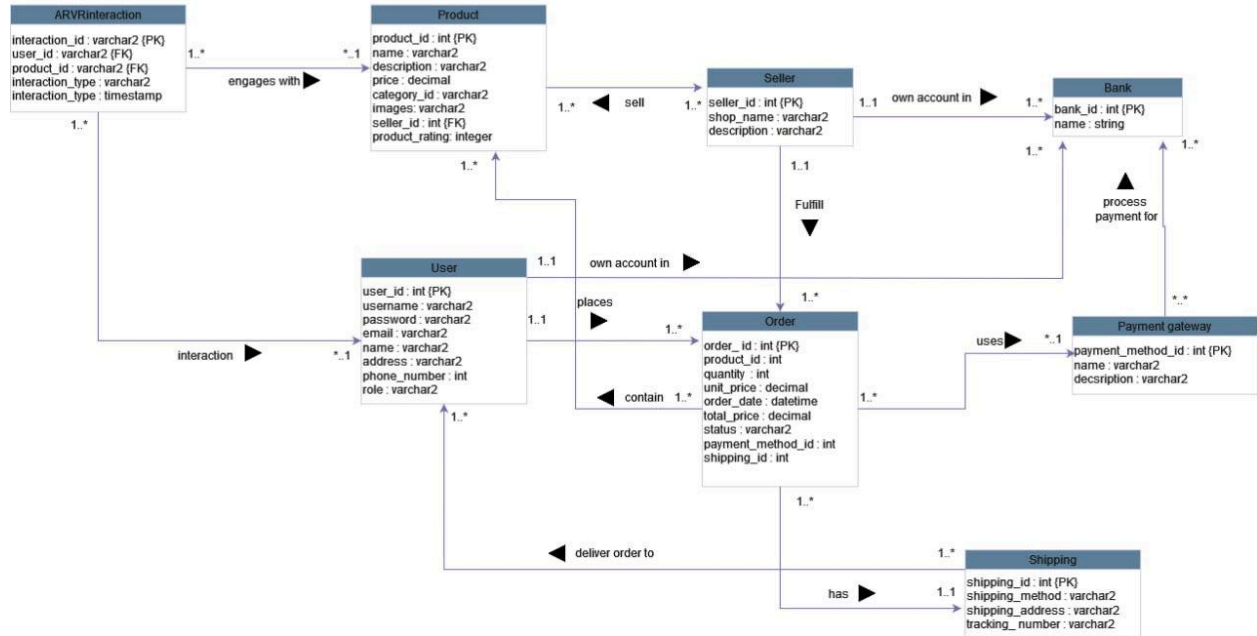 ARVRinteraction
interaction_id : varchar2 {PK}
user_id : varchar2 {FK}
product_id : varchar2 {FK}
interaction_type : varchar2
interaction_type : timestamp
1..*
*..1
engages with
1..*
Product
product_id : int {PK}
name : varchar2
description : varchar2
price : decimal
category_id : varchar2
images: varchar2
seller_id : int {FK}
product_rating: integer
1..*
1..*
sell
1..*
Seller
seller_id : int {PK}
shop_name : varchar2
description : varchar2
1..1
own account in
1..*
1..1
Fulfill
1..*
Bank
bank_id : int {PK}
name : string
1..*
1..*
process
payment for
*..*
User
user_id : int {PK}
username : varchar2
password : varchar2
email : varchar2
name : varchar2
address : varchar2
phone_number : int
role : varchar2
1..1
own account in
places
1..1
1..*
interaction
*..1
1..*
contain
1..*
Order
order_ id : int {PK}
product_id : int
quantity : int
unit_price : decimal
order_date : datetime
total_price : decimal
status : varchar2
payment_method_id : int
shipping_id : int
uses
*..1
1..*
1..*
Payment gateway
payment_method_id : int {PK}
name : varchar2
decsription : varchar2
deliver order to
1..*
has
1..1
Shipping
shipping_id : int {PK}
shipping_method : varchar2
shipping_address : varchar2
tracking_ number : varchar2